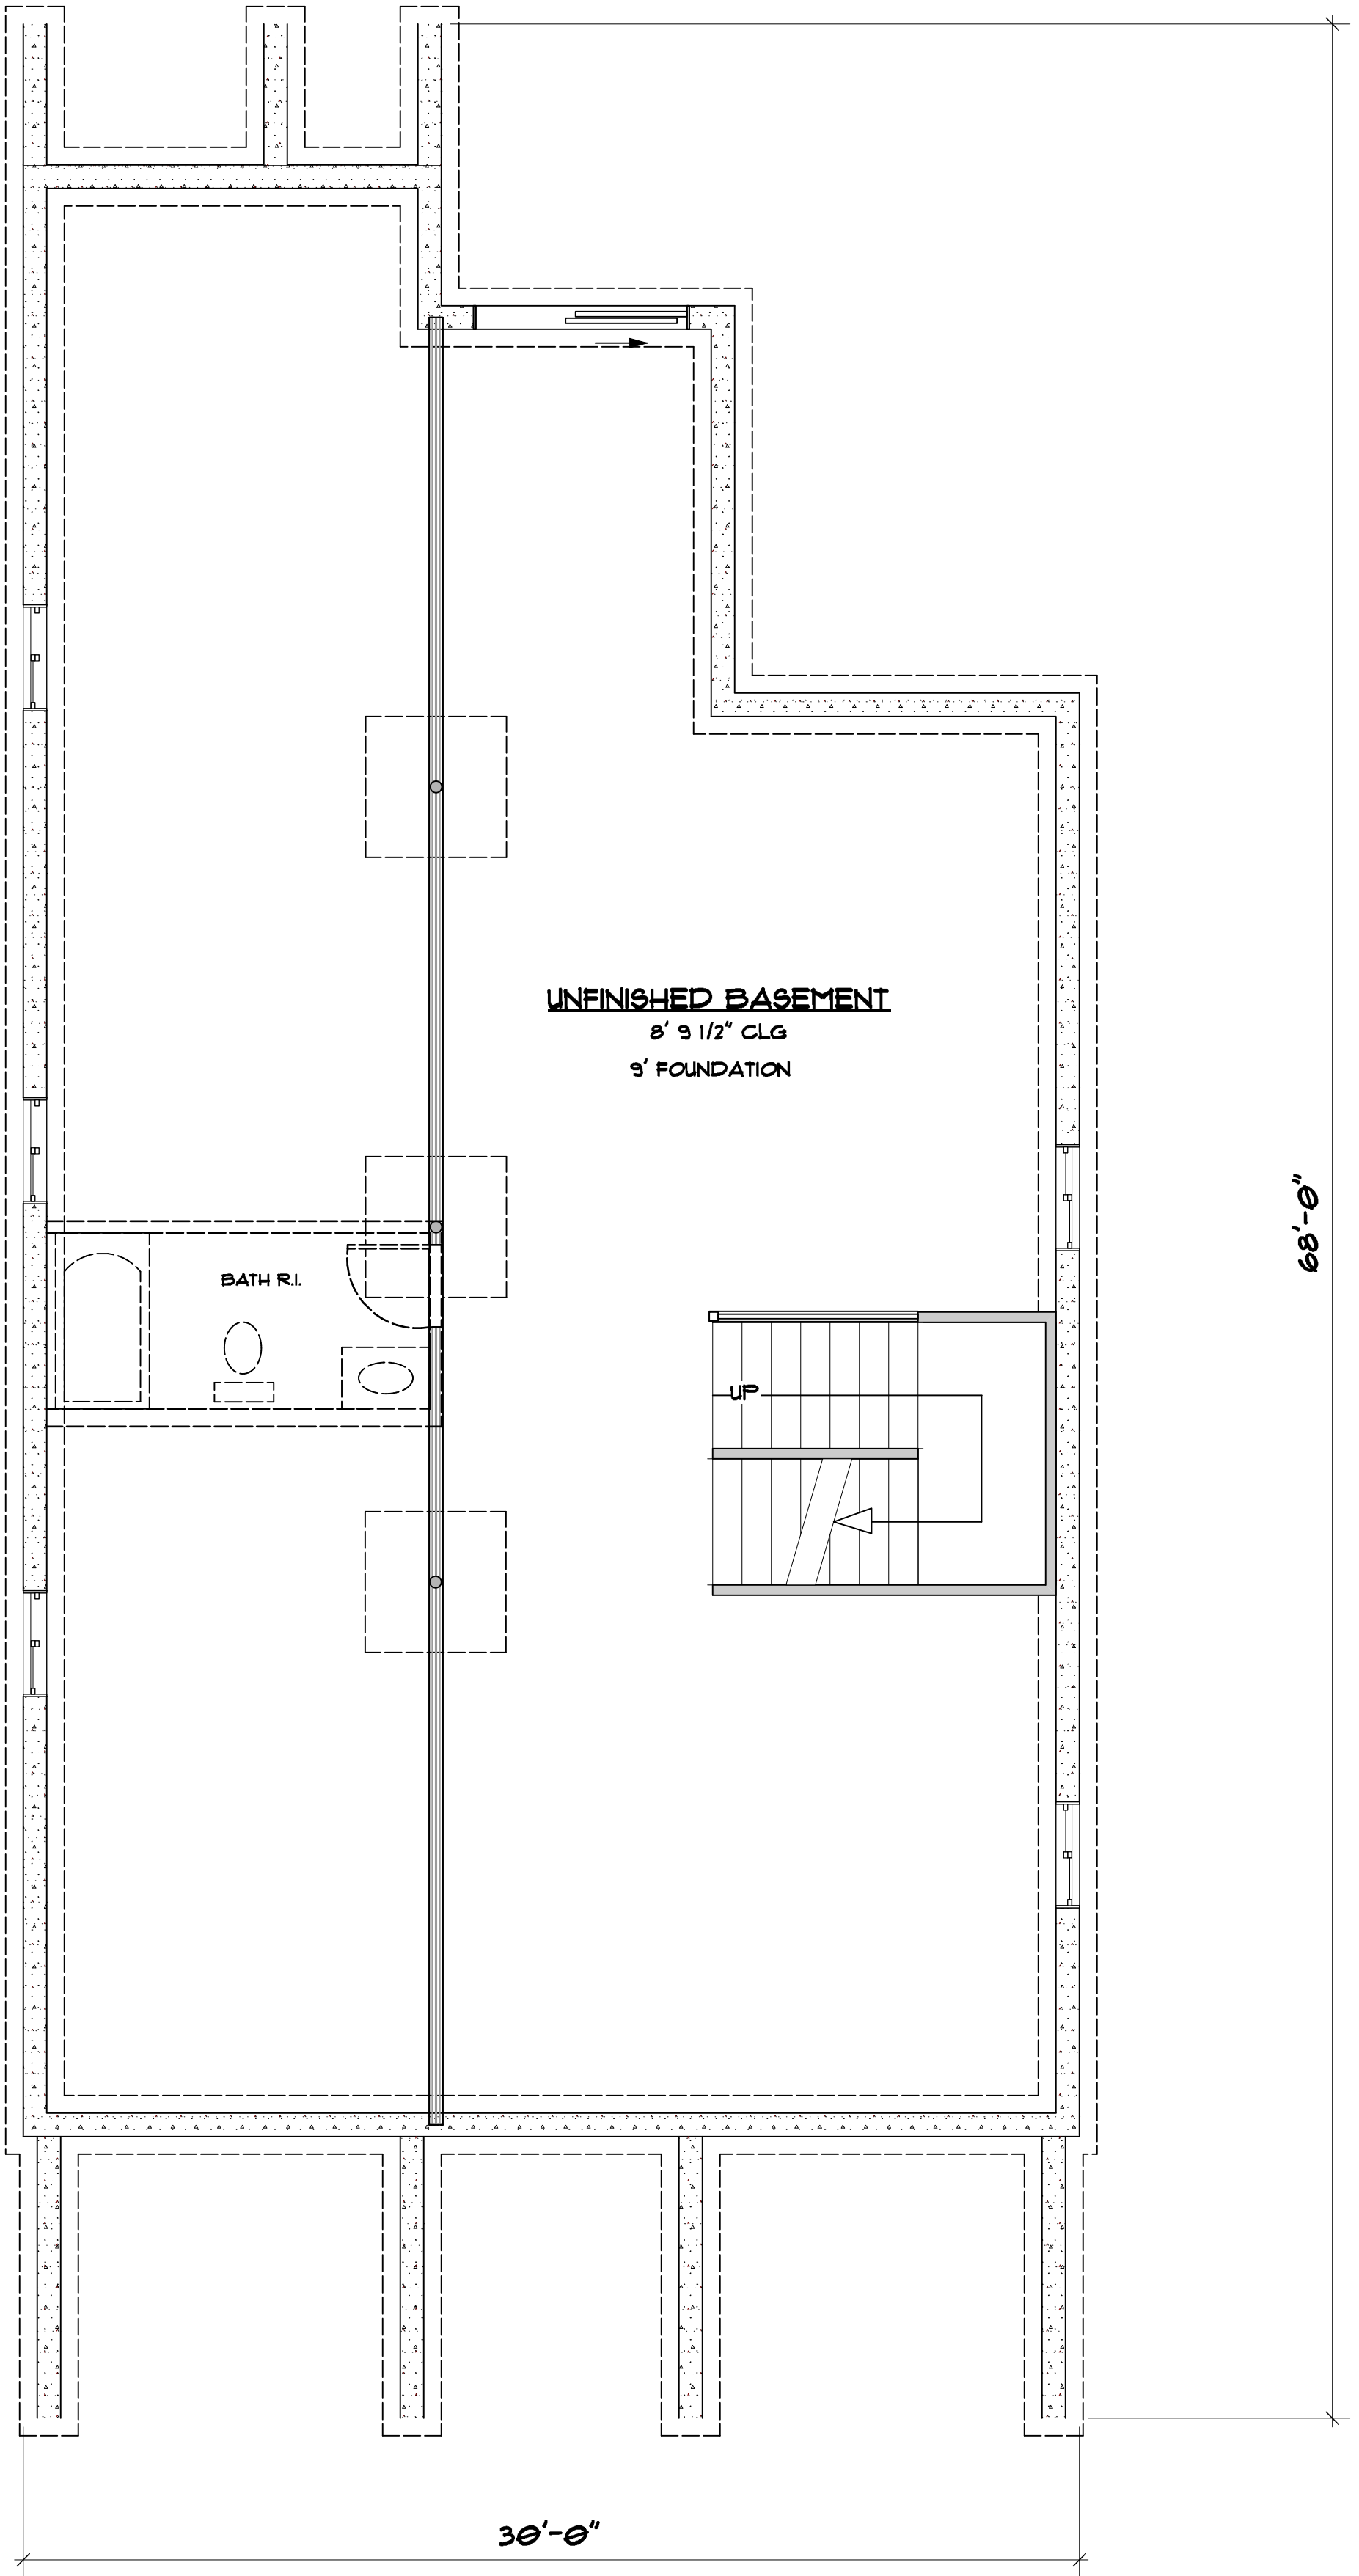 UNFINISHED BASEMENT
8' 9 1/2" CLG
9' FOUNDATION
68'-0"
BATH R.I.
UP
30'-0"